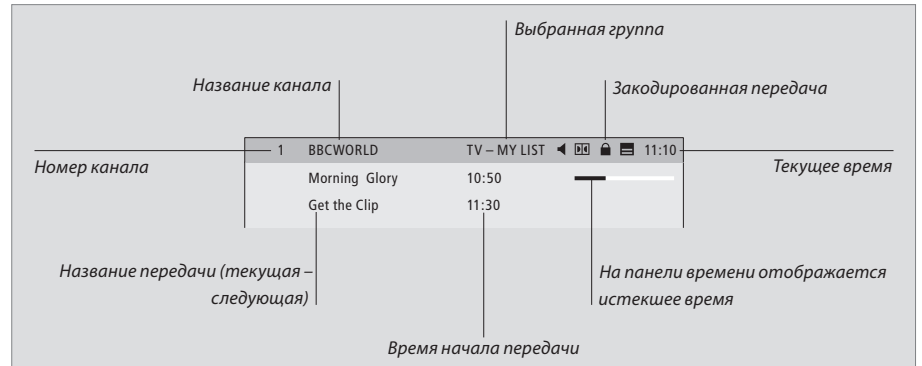 Выбранная группа
Название канала
Закодированная передача
1 BBCWORLD TV – MY LIST 11:10
Номер канала
Текущее время
Morning Glory 10:50
Get the Clip 11:30
Название передачи (текущая –
следующая)
На панели времени отображается
истекшее время
Время начала передачи